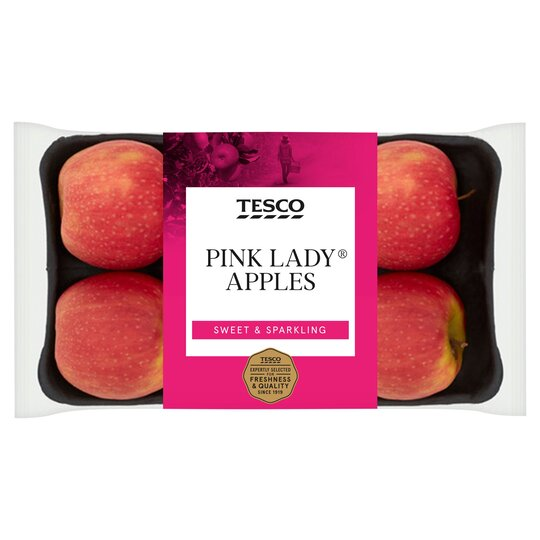 TESCO
PINK LADY®
APPLES
SWEET & SPARKLING
TESCO
EXPERTLY SELECTED
FOR
FRESHNESS
& QUALITY
SINCE 1919